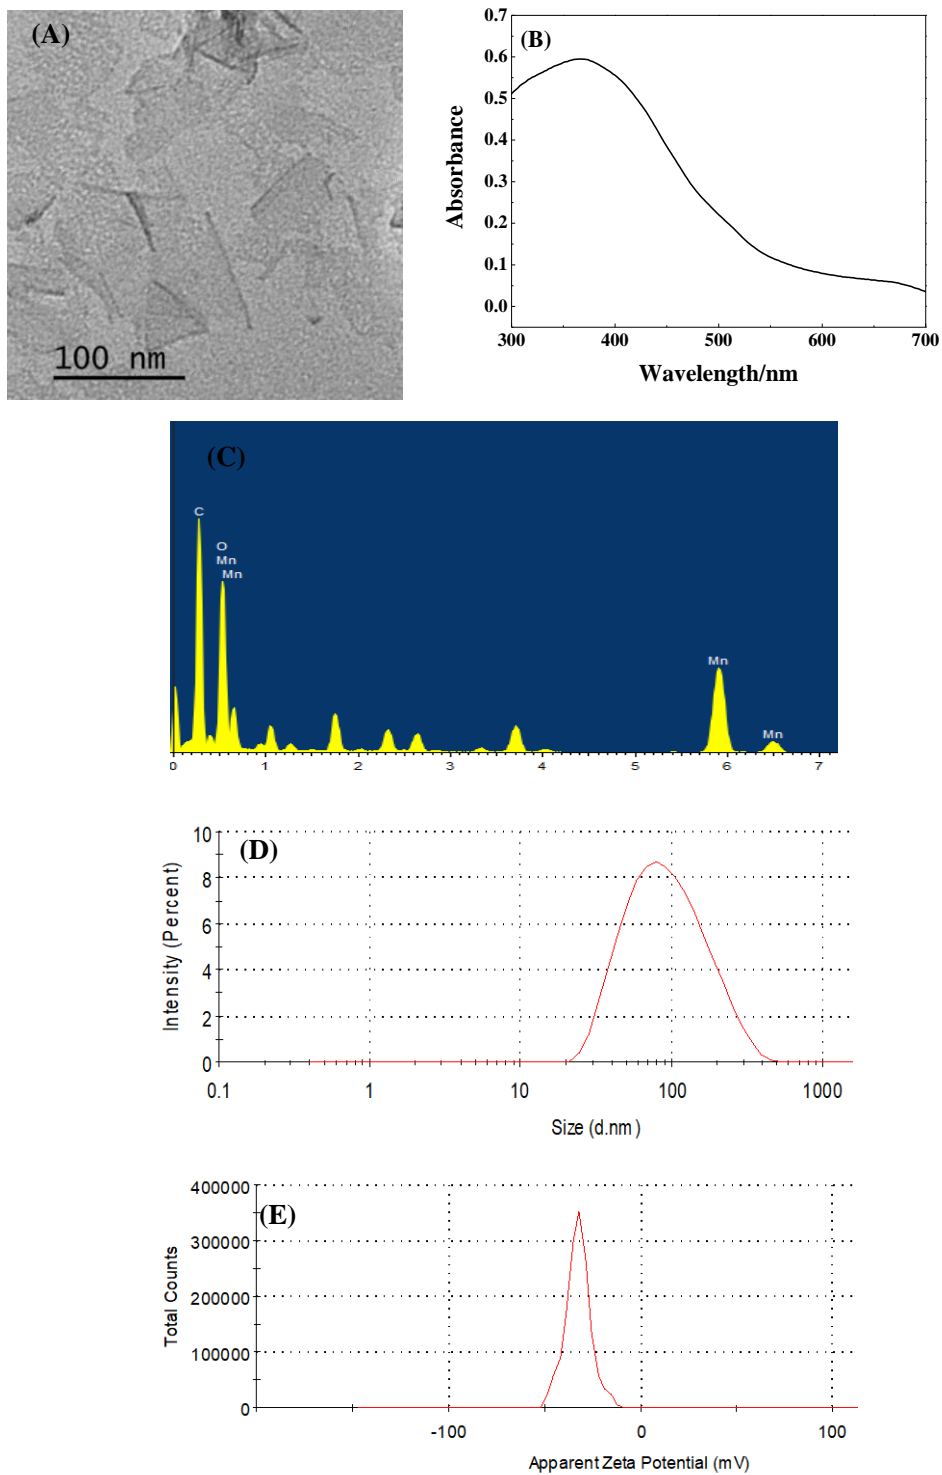 (A)
100 nm
(B)
0.7
0.6
0.5
0.4
0.3
0.2
0.1
0.0
Absorbance
300 400 500 600 700
Wavelength/nm
(C)
C
O
Mn
Mn
Mn
Mn
0 1 2 3 4 5 6 7
(D)
10
8
6
4
2
0
Intensity (Percent)
0.1 1 10 100 1000
Size (d.nm)
(E)
400000
300000
200000
100000
0
Total Counts
-100 0 100
Apparent Zeta Potential (mV)